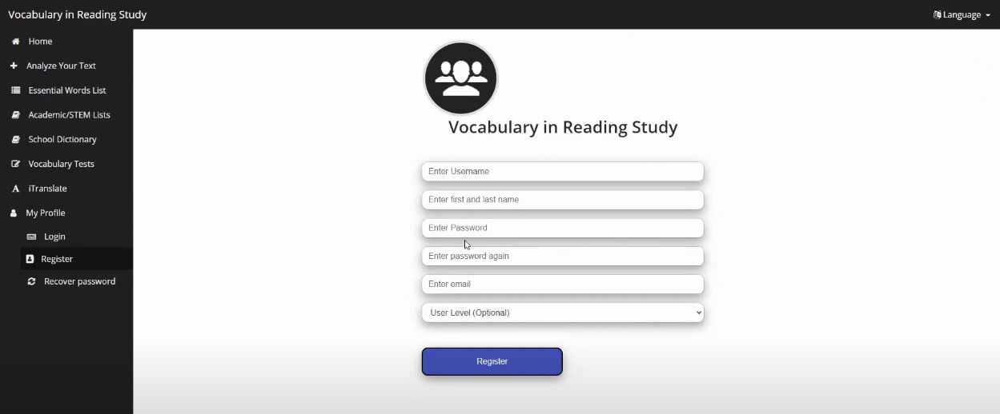 Vocabulary in Reading Study
Language
Home
Analyze Your Text
Essential Words List
Academic/STEM Lists
School Dictionary
Vocabulary Tests
iTranslate
My Profile
Login
Register
Recover password
Vocabulary in Reading Study
Enter Username
Enter first and last name
Enter Password
Enter password again
Enter email
User Level (Optional)
Register